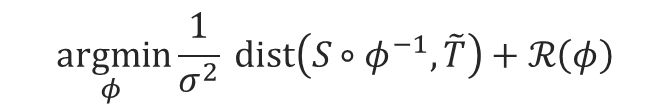 argmin_ϕ 1/σ² dist(S ∘ ϕ⁻¹, T̃) + ℛ(ϕ)